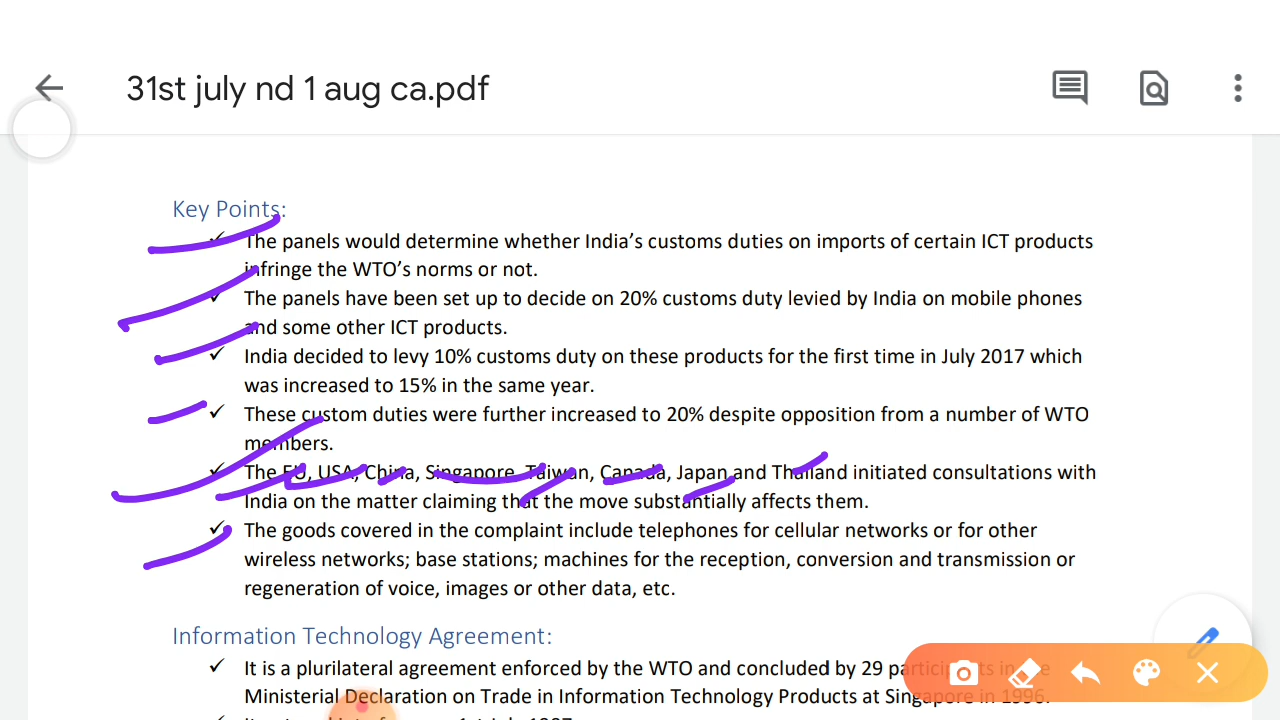 31st july nd 1 aug ca.pdf
Key Points:
✓ The panels would determine whether India’s customs duties on imports of certain ICT products
infringe the WTO’s norms or not.
✓ The panels have been set up to decide on 20% customs duty levied by India on mobile phones
and some other ICT products.
✓ India decided to levy 10% customs duty on these products for the first time in July 2017 which
was increased to 15% in the same year.
✓ These custom duties were further increased to 20% despite opposition from a number of WTO
members.
✓ The EU, USA, China, Singapore, Taiwan, Canada, Japan and Thailand initiated consultations with
India on the matter claiming that the move substantially affects them.
✓ The goods covered in the complaint include telephones for cellular networks or for other
wireless networks; base stations; machines for the reception, conversion and transmission or
regeneration of voice, images or other data, etc.
Information Technology Agreement:
✓ It is a plurilateral agreement enforced by the WTO and concluded by 29 participants in
Ministerial Declaration on Trade in Information Technology Products at Singapore in 1996.